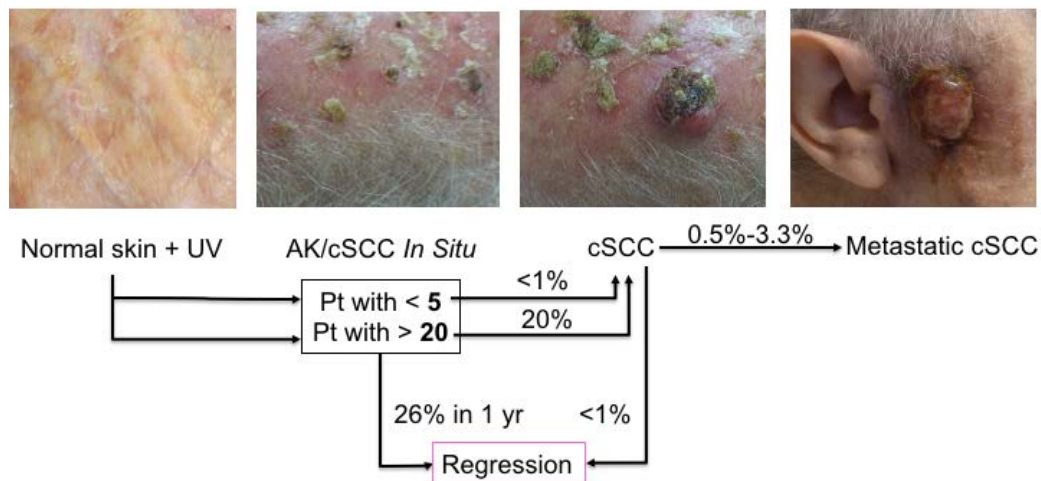 Normal skin + UV
AK/cSCC In Situ
cSCC
0.5%-3.3%
Metastatic cSCC
Pt with < 5
<1%
Pt with > 20
20%
26% in 1 yr
<1%
Regression